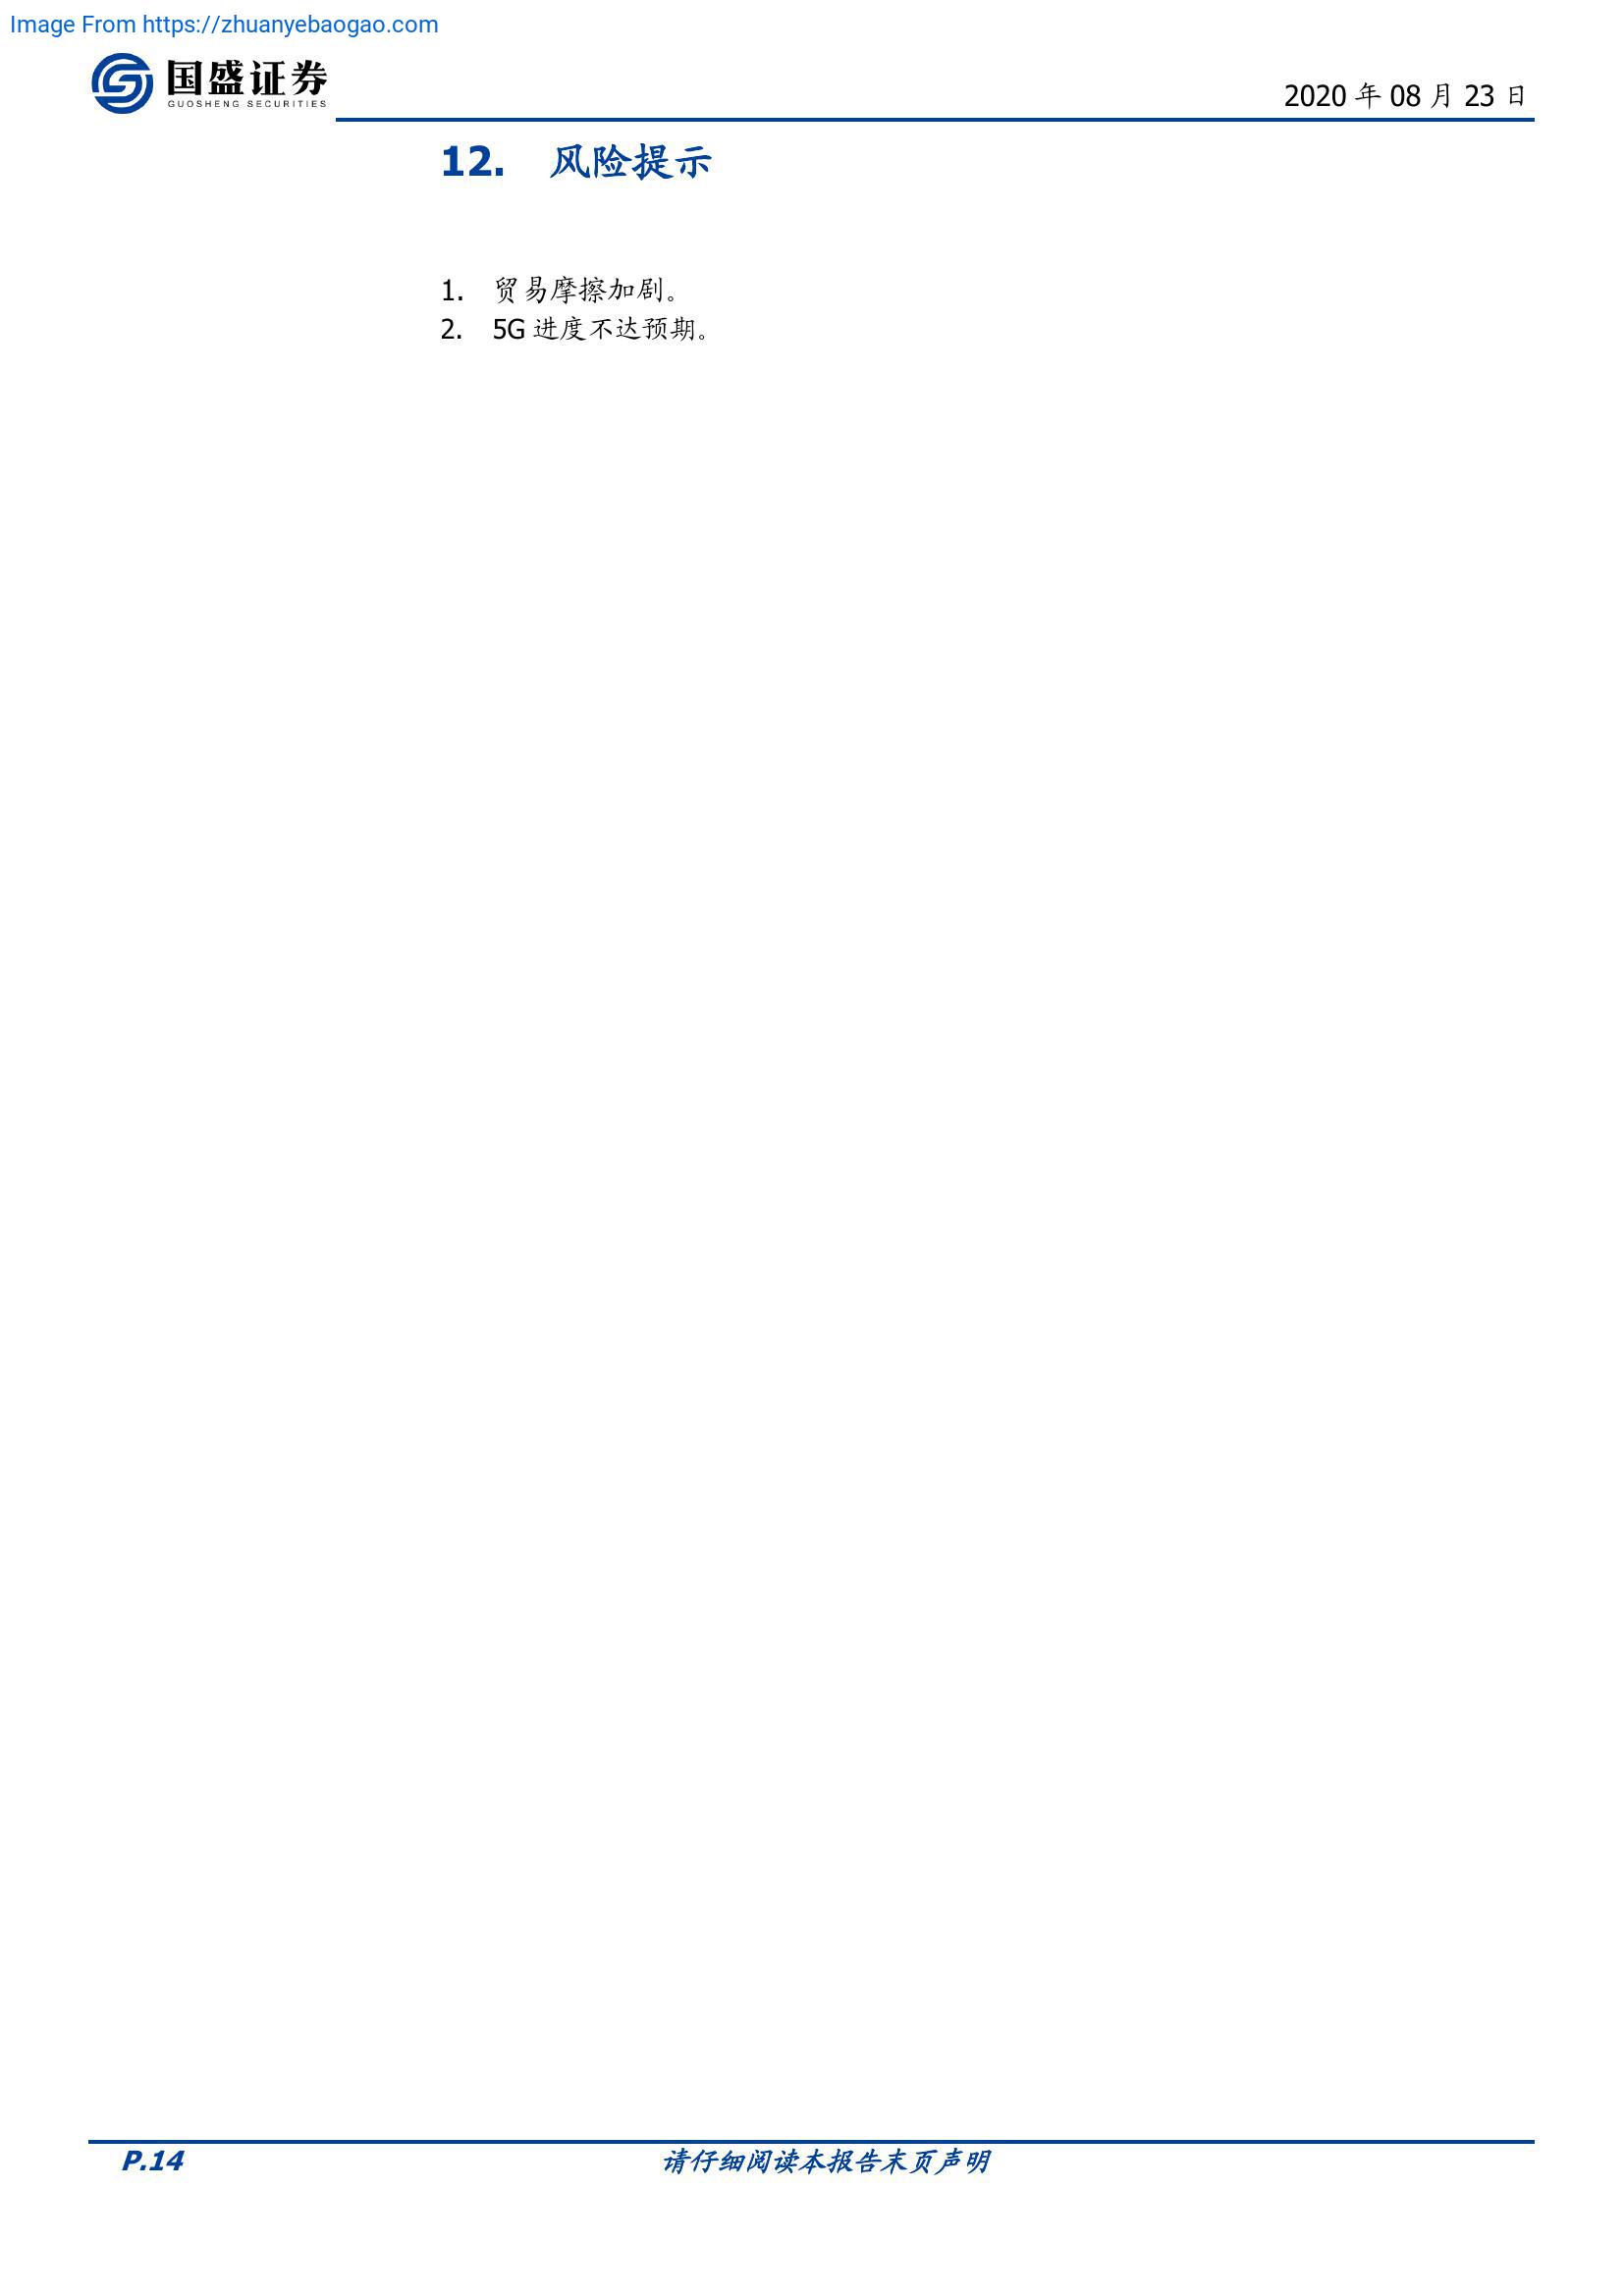 Image From https://zhuanyebaogao.com
国盛证券
GUOSHENG SECURITIES
2020 年 08 月 23 日
12. 风险提示
1. 贸易摩擦加剧。
2. 5G 进度不达预期。
P.14
请仔细阅读本报告末页声明